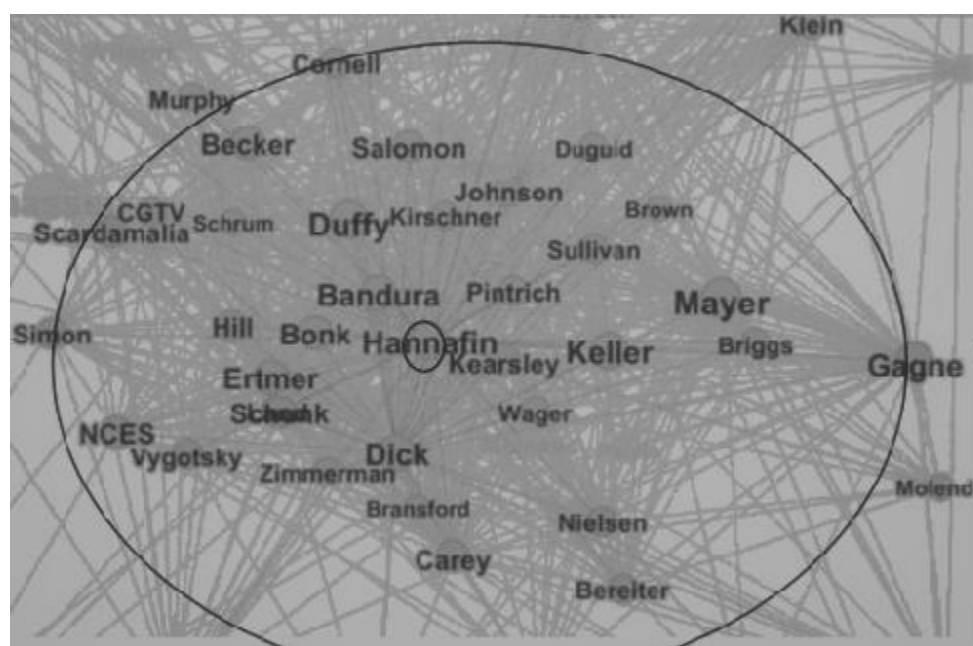 Klein
Cornell
Murphy
Becker
Salomon
Duguid
Johnson
CGTV
Kirschner
Brown
Schrum
Duffy
Scardamalia
Sullivan
Bandura
Pintrich
Mayer
Simon
Hill
Bonk
Hannefin
Keller
Briggs
Kearsley
Gagne
Ertmer
Wager
NCES
Vygotsky
Dick
Zimmerman
Molend
Bransford
Nielsen
Carey
Bereiter